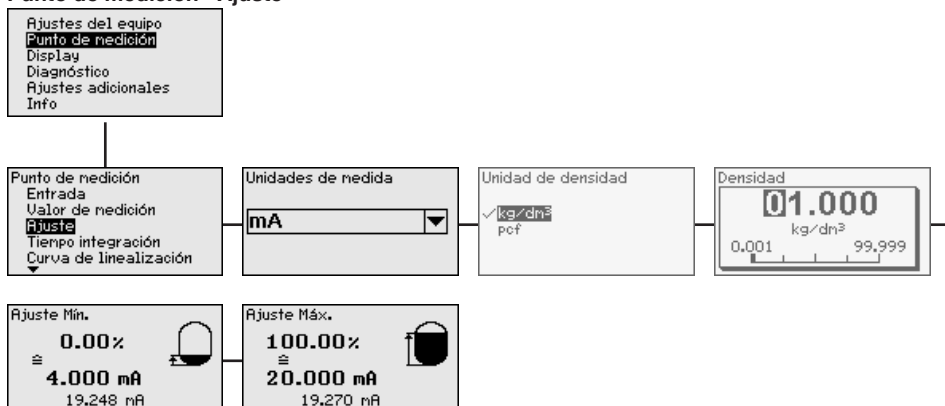 Punto de medición - Ajuste
Ajustes del equipo
Punto de medición
Display
Diagnóstico
Ajustes adicionales
Info
Punto de medición
Entrada
Valor de medición
Ajuste
Tiempo integración
Curva de linealización
Unidades de medida
mA
Unidad de densidad
kg/dm³
pcf
Densidad
01.000
kg/dm³
0.001 99.999
Ajuste Mín.
0.00%
≙
4.000 mA
19.248 mA
Ajuste Máx.
100.00%
≙
20.000 mA
19.270 mA